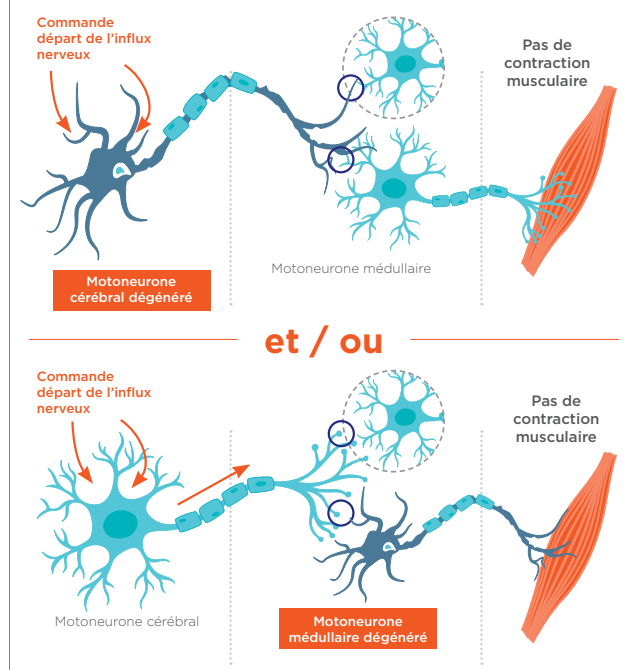 Commande
départ de l'influx
nerveux
Pas de
contraction
musculaire
Motoneurone
cérébral dégénéré
Motoneurone médullaire
et / ou
Commande
départ de l'influx
nerveux
Pas de
contraction
musculaire
Motoneurone cérébral
Motoneurone
médullaire dégénéré